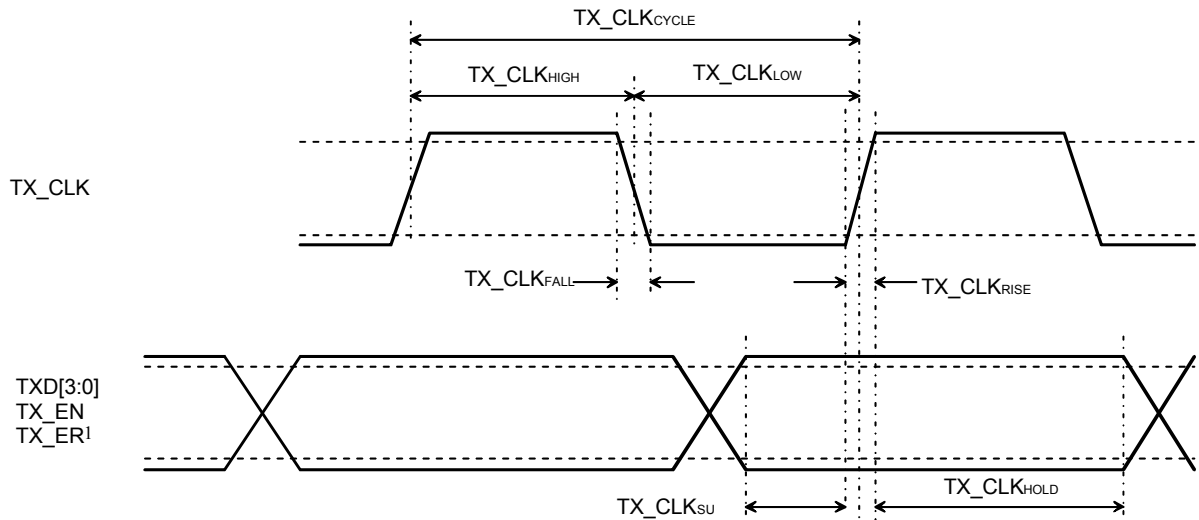 TX_CLKCYCLE
TX_CLKHIGH TX_CLKLOW
TX_CLK
TX_CLKFALL TX_CLKRISE
TXD[3:0]
TX_EN
TX_ER1
TX_CLKSU TX_CLKHOLD